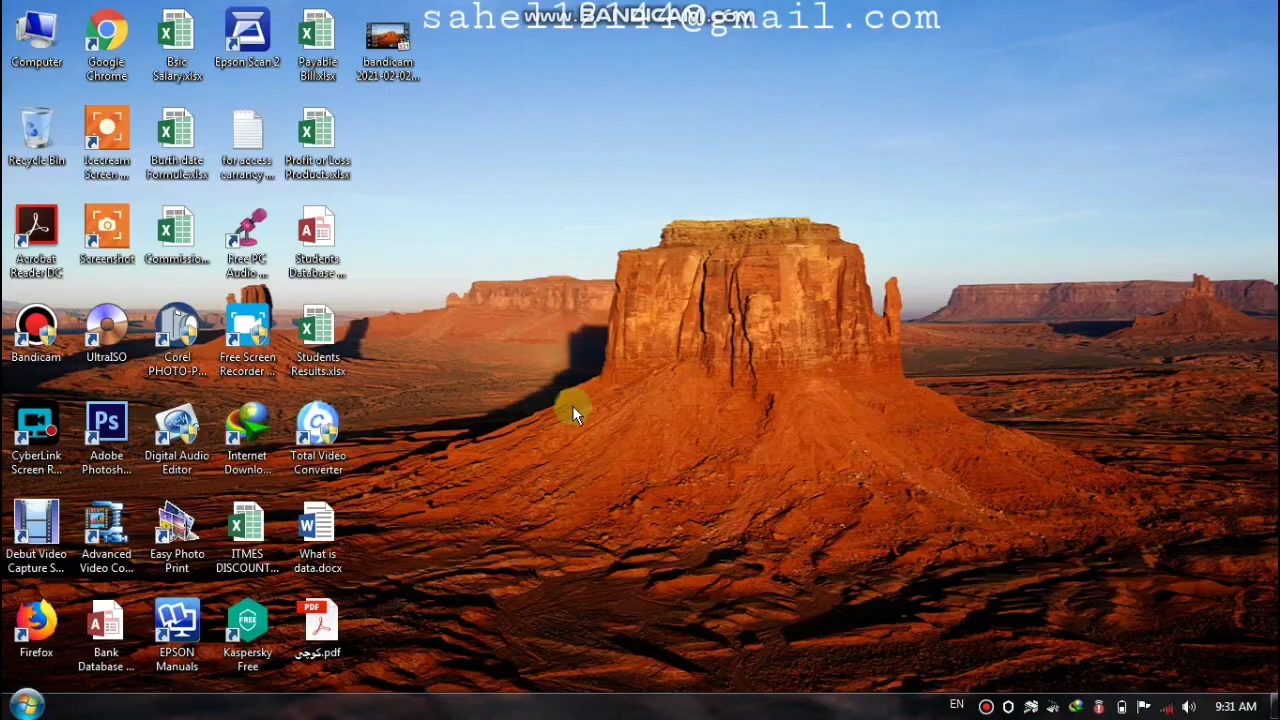 www.BANDICAM.com
Computer
Google
Chrome
Bsic
Salary.xlsx
Epson Scan 2
Payable
Bill.xlsx
bandicam
2021-02-02...
Recycle Bin
Icecream
Screen ...
Burth date
Formule.xlsx
for access
carrancy ...
Profit or Loss
Products.xlsx
Acrobat
Reader DC
Screenshot
Commissio...
Free PC
Audio ...
Students
Database ...
Bandicam
UltraISO
Corel
PHOTO-P...
Free Screen
Recorder ...
Students
Results.xlsx
CyberLink
Screen R...
Ps
Adobe
Photosh...
Digital Audio
Editor
Internet
Downlo...
Total Video
Converter
Debut Video
Capture S...
Advanced
Video Co...
Easy Photo
Print
ITMES
DISCOUNT...
What is
data.docx
Firefox
Bank
Database ...
EPSON
Manuals
FREE
Kaspersky
Free
PDF
كوچى.pdf
EN
9:31 AM